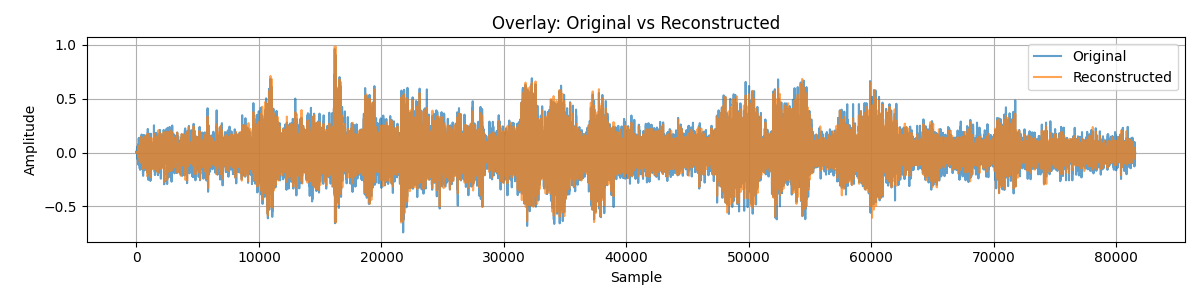 Overlay: Original vs Reconstructed
Amplitude
1.0
0.5
0.0
−0.5
Original
Reconstructed
0 10000 20000 30000 40000 50000 60000 70000 80000
Sample